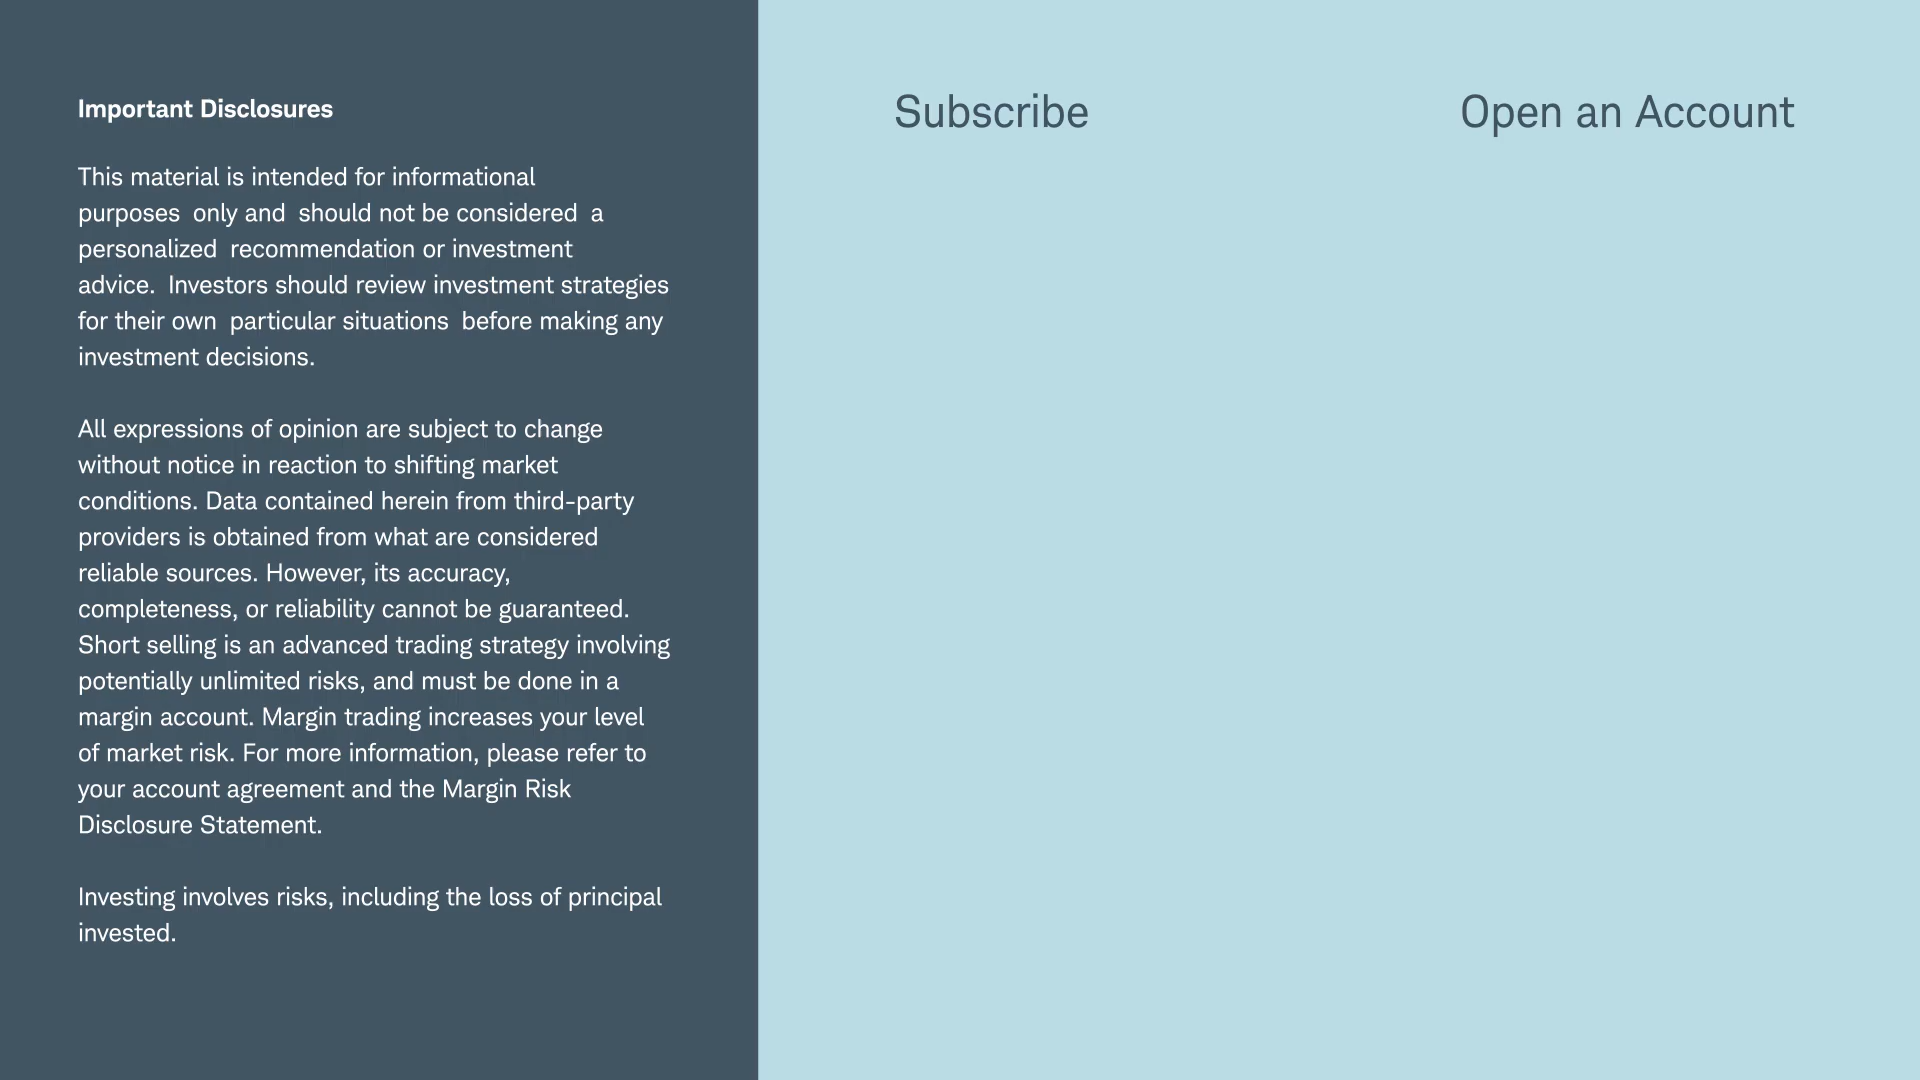 Important Disclosures
This material is intended for informational
purposes  only and  should not be considered  a
personalized  recommendation or investment
advice.  Investors should review investment strategies
for their own  particular situations  before making any
investment decisions.
All expressions of opinion are subject to change
without notice in reaction to shifting market
conditions. Data contained herein from third-party
providers is obtained from what are considered
reliable sources. However, its accuracy,
completeness, or reliability cannot be guaranteed.
Short selling is an advanced trading strategy involving
potentially unlimited risks, and must be done in a
margin account. Margin trading increases your level
of market risk. For more information, please refer to
your account agreement and the Margin Risk
Disclosure Statement.
Investing involves risks, including the loss of principal
invested.
Subscribe
Open an Account